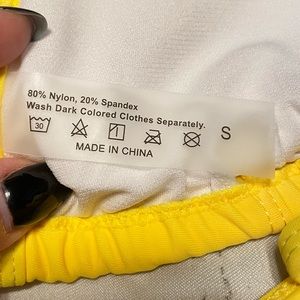 80% Nylon, 20% Spandex
Wash Dark Colored Clothes Separately.
30 S
MADE IN CHINA